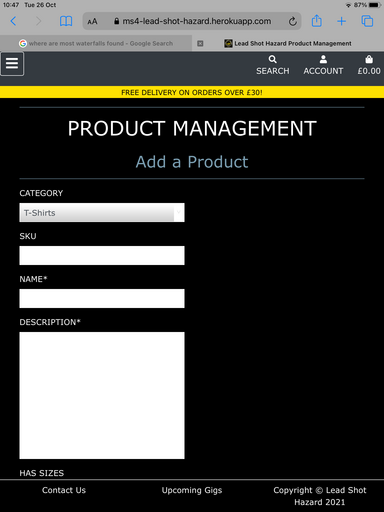 10:47 Tue 26 Oct 87%
AA ms4-lead-shot-hazard.herokuapp.com
where are most waterfalls found - Google Search
Lead Shot Hazard Product Management
SEARCH ACCOUNT £0.00
FREE DELIVERY ON ORDERS OVER £30!
PRODUCT MANAGEMENT
Add a Product
CATEGORY
T-Shirts
SKU
NAME*
DESCRIPTION*
HAS SIZES
Contact Us Upcoming Gigs Copyright © Lead Shot
Hazard 2021